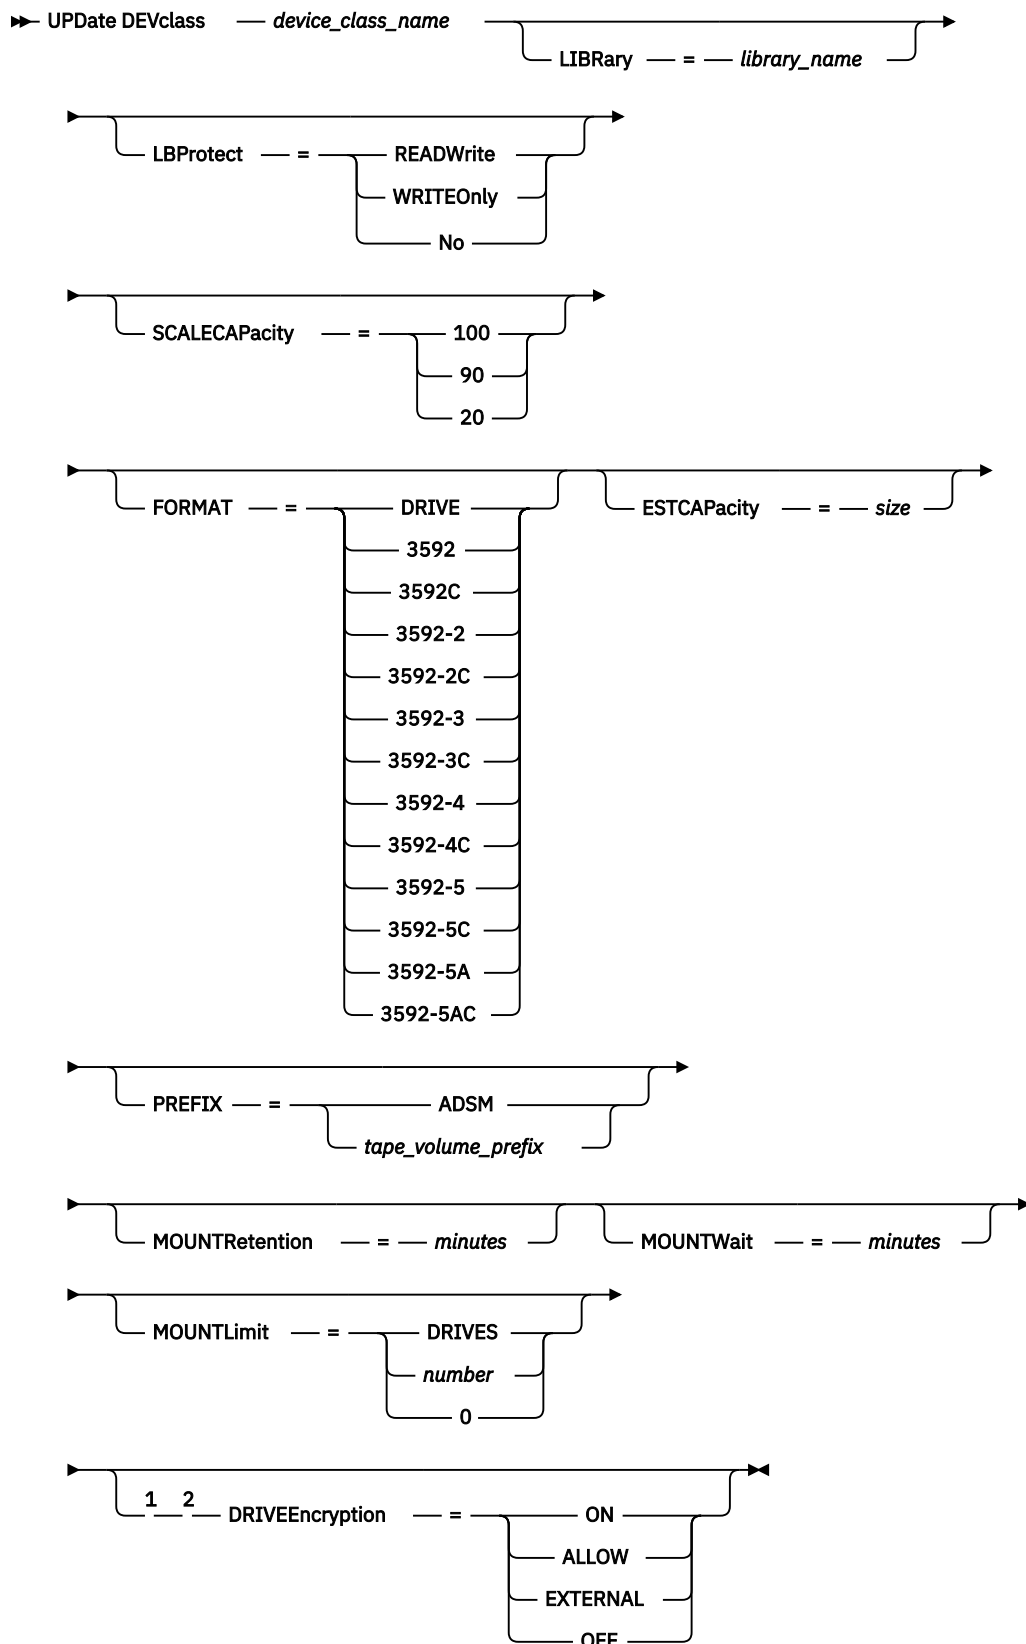 UPDate DEVclass — device_class_name
LIBRary — = — library_name
LBProtect — = — READWrite
WRITEOnly
No
SCALECAPacity — = — 100
90
20
FORMAT — = — DRIVE
3592
3592C
3592-2
3592-2C
3592-3
3592-3C
3592-4
3592-4C
3592-5
3592-5C
3592-5A
3592-5AC
ESTCAPacity — = — size
PREFIX — = — ADSM
tape_volume_prefix
MOUNTRetention — = — minutes
MOUNTWait — = — minutes
MOUNTLimit — = — DRIVES
number
0
1 2 DRIVEEncryption — = — ON
ALLOW
EXTERNAL
OFF